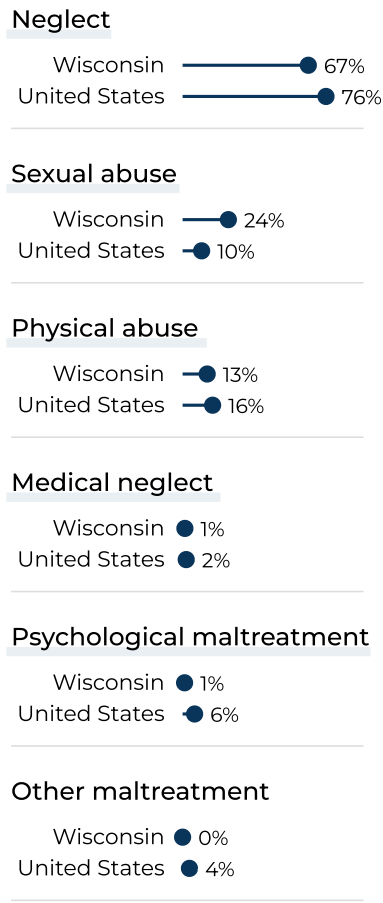 Neglect
Wisconsin 67%
United States 76%
Sexual abuse
Wisconsin 24%
United States 10%
Physical abuse
Wisconsin 13%
United States 16%
Medical neglect
Wisconsin 1%
United States 2%
Psychological maltreatment
Wisconsin 1%
United States 6%
Other maltreatment
Wisconsin 0%
United States 4%